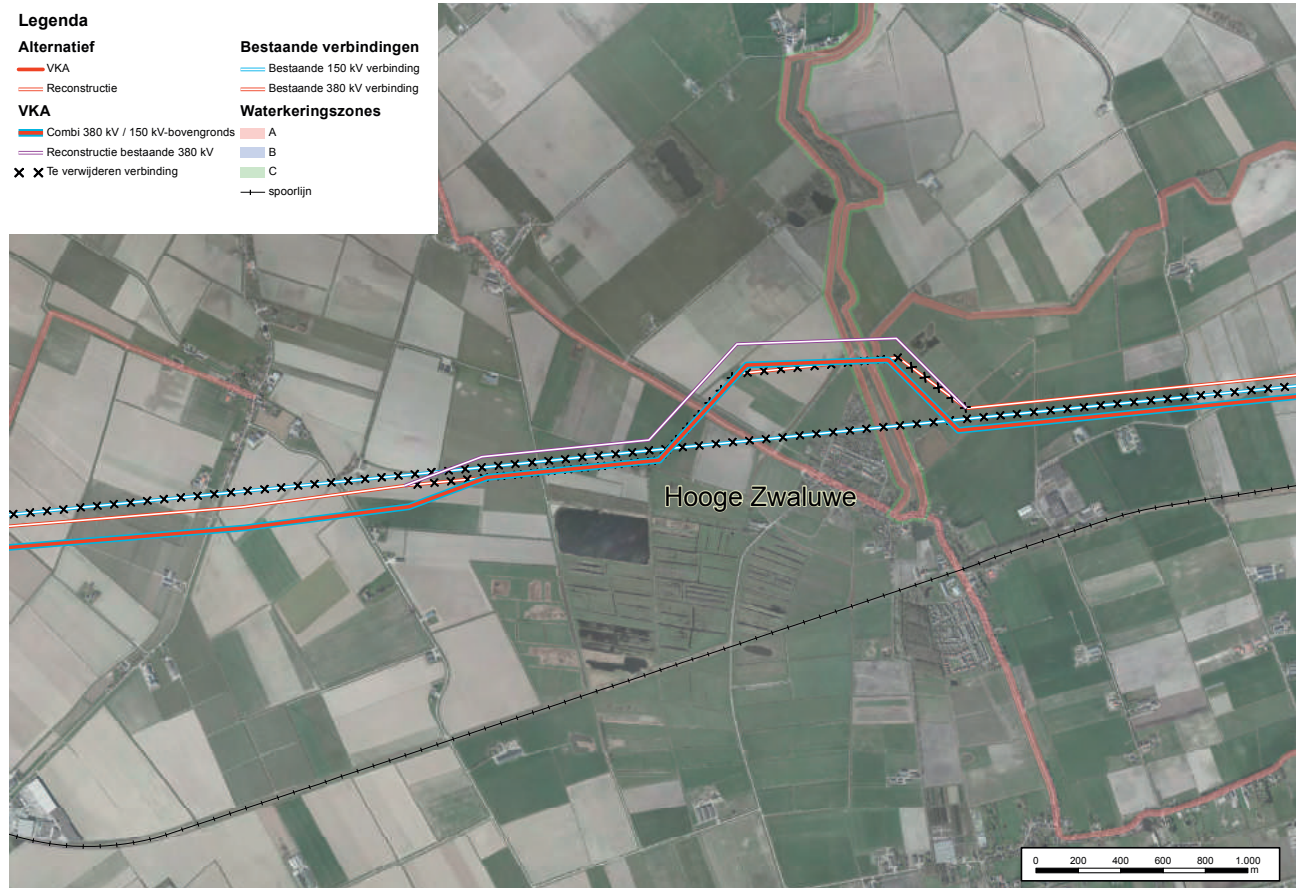 Legenda
Alternatief
VKA
Reconstructie
VKA
Combi 380 kV / 150 kV-bovengronds
Reconstructie bestaande 380 kV
Te verwijderen verbinding
Bestaande verbindingen
Bestaande 150 kV verbinding
Bestaande 380 kV verbinding
Waterkeringszones
A
B
C
spoorlijn
Hooge Zwaluwe
0 200 400 600 800 1.000
m